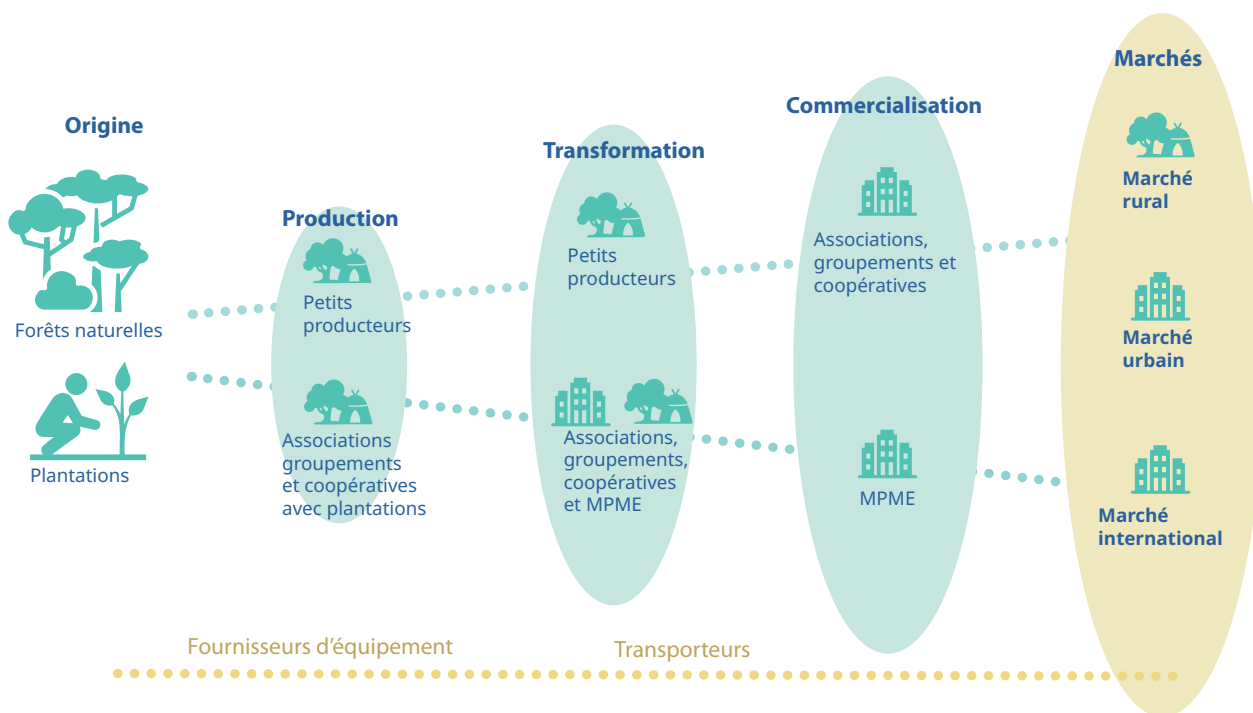 Origine
Forêts naturelles
Plantations
Production
Petits
producteurs
Associations
groupements
et coopératives
avec plantations
Transformation
Petits
producteurs
Associations,
groupements,
coopératives
et MPME
Commercialisation
Associations,
groupements et
coopératives
MPME
Marchés
Marché
rural
Marché
urbain
Marché
international
Fournisseurs d'équipement
Transporteurs